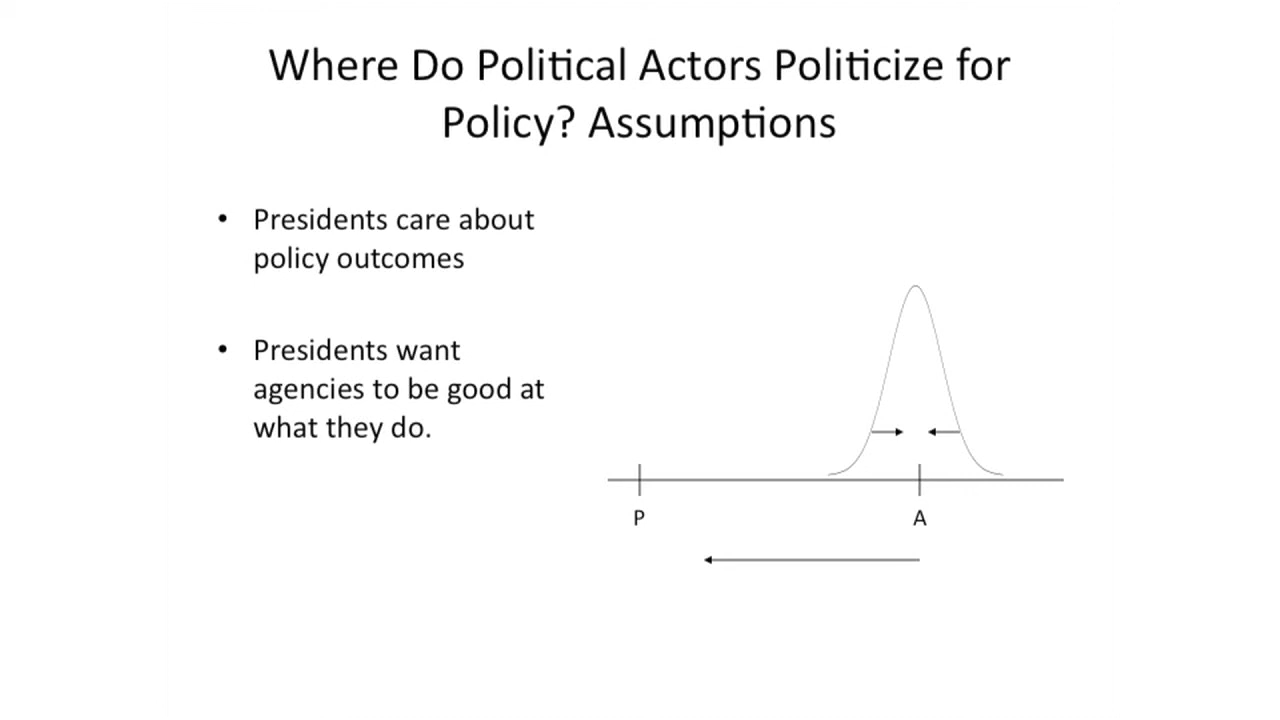 Where Do Political Actors Politicize for
Policy? Assumptions
• Presidents care about
policy outcomes
• Presidents want
agencies to be good at
what they do.
P
A